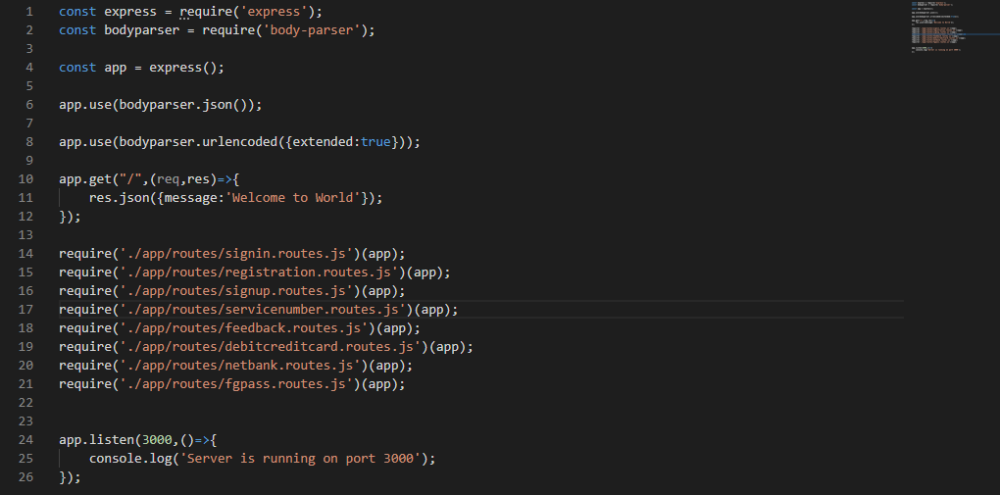 1 const express = require('express');
2 const bodyparser = require('body-parser');
3
4 const app = express();
5
6 app.use(bodyparser.json());
7
8 app.use(bodyparser.urlencoded({extended:true}));
9
10 app.get("/",(req,res)=>{
11     res.json({message:'Welcome to World'});
12 });
13
14 require('./app/routes/signin.routes.js')(app);
15 require('./app/routes/registration.routes.js')(app);
16 require('./app/routes/signup.routes.js')(app);
17 require('./app/routes/servicenumber.routes.js')(app);
18 require('./app/routes/feedback.routes.js')(app);
19 require('./app/routes/debitcreditcard.routes.js')(app);
20 require('./app/routes/netbank.routes.js')(app);
21 require('./app/routes/fgpass.routes.js')(app);
22
23
24 app.listen(3000,()=>{
25     console.log('Server is running on port 3000');
26 });